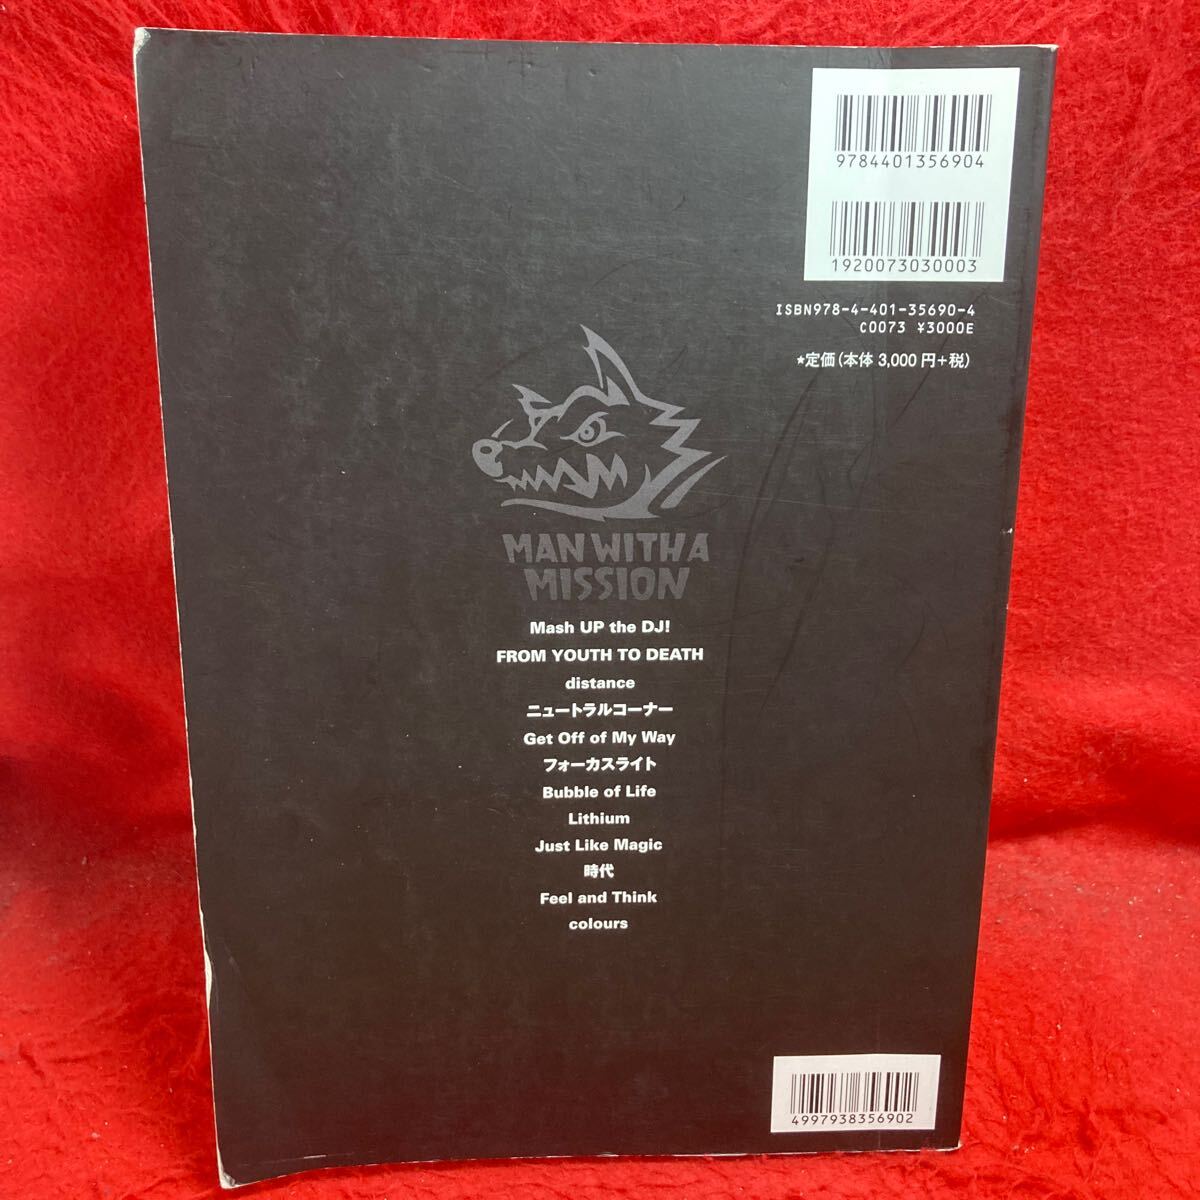 9784401356904
1920073030003
ISBN978-4-401-35690-4
C0073 ¥3000E
★定価(本体 3,000 円+税)
MAN WITH A
MISSION
Mash UP the DJ!
FROM YOUTH TO DEATH
distance
ニュートラルコーナー
Get Off of My Way
フォーカスライト
Bubble of Life
Lithium
Just Like Magic
時代
Feel and Think
colours
4997938356902